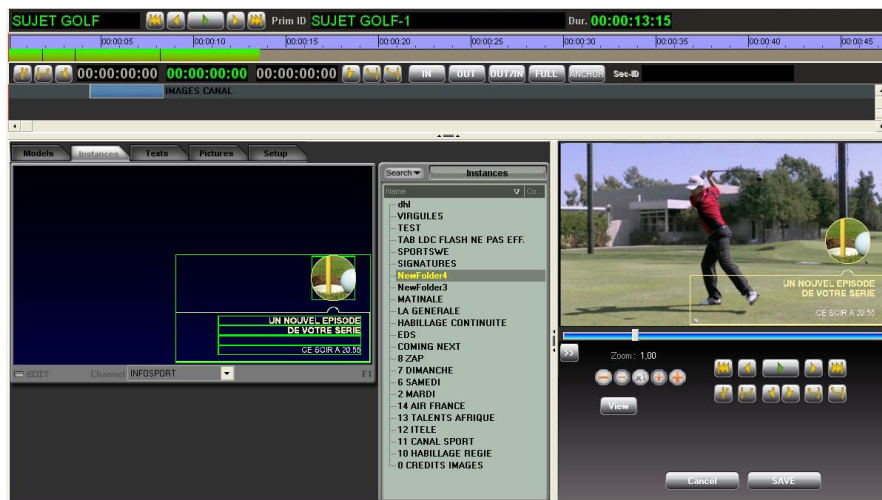 SUJET GOLF Prim ID SUJET GOLF-1 Dur. 00:00:13:15
00:00:05 00:00:10 00:00:15 00:00:20 00:00:25 00:00:30 00:00:35 00:00:40 00:00:45
00:00:00:00 00:00:00:00 00:00:00:00 IN OUT OUT/IN FULL ANCHOR Sec-ID
IMAGES CANAL
Models Instances Texts Pictures Setup
Search Instances
Name Co...
dhl
VIRGULES
TEST
TAB LDC FLASH NE PAS EFF.
SPORTSWE
SIGNATURES
NewFolder4
NewFolder3
MATINALE
LA GENERALE
HABILLAGE CONTINUITE
EDS
COMING NEXT
8 ZAP
7 DIMANCHE
6 SAMEDI
2 MARDI
14 AIR FRANCE
13 TALENTS AFRIQUE
12 ITELE
11 CANAL SPORT
10 HABILLAGE REGIE
0 CREDITS IMAGES
UN NOUVEL EPISODE
DE VOTRE SERIE
CE SOIR A 20.55
EDIT Channel INFOSPORT F1
UN NOUVEL EPISODE
DE VOTRE SERIE
CE SOIR A 20.55
>> Zoom : 1,00
x1
View
Cancel SAVE